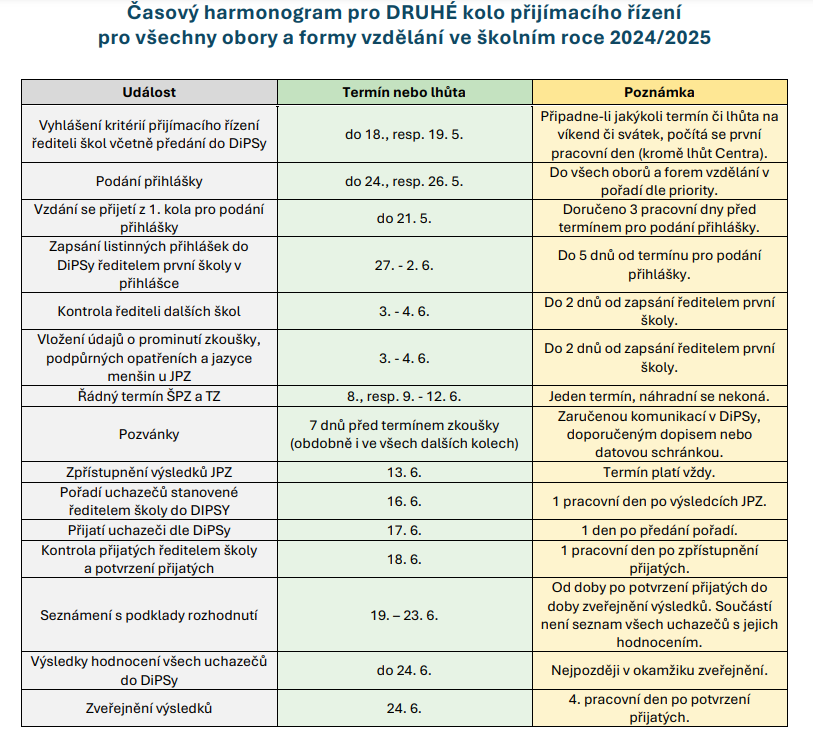 Časový harmonogram pro DRUHÉ kolo přijímacího řízení
pro všechny obory a formy vzdělání ve školním roce 2024/2025
Událost
Termín nebo lhůta
Poznámka
Vyhlášení kritérií přijímacího řízení
řediteli škol včetně předání do DiPSy
do 18., resp. 19. 5.
Připadne-li jakýkoli termín či lhůta na
víkend či svátek, počítá se první
pracovní den (kromě lhůt Centra).
Podání přihlášky
do 24., resp. 26. 5.
Do všech oborů a forem vzdělání v
pořadí dle priority.
Vzdání se přijetí z 1. kola pro podání
přihlášky
do 21. 5.
Doručeno 3 pracovní dny před
termínem pro podání přihlášky.
Zapsání listinných přihlášek do
DiPSy ředitelem první školy v
přihlášce
27. - 2. 6.
Do 5 dnů od termínu pro podání
přihlášky.
Kontrola řediteli dalších škol
3. - 4. 6.
Do 2 dnů od zapsání ředitelem první
školy.
Vložení údajů o prominutí zkoušky,
podpůrných opatřeních a jazyce
menšin u JPZ
3. - 4. 6.
Do 2 dnů od zapsání ředitelem první
školy.
Řádný termín ŠPZ a TZ
8., resp. 9. - 12. 6.
Jeden termín, náhradní se nekoná.
Pozvánky
7 dnů před termínem zkoušky
(obdobně i ve všech dalších kolech)
Zaručenou komunikací v DiPSy,
doporučeným dopisem nebo
datovou schránkou.
Zpřístupnění výsledků JPZ
13. 6.
Termín platí vždy.
Pořadí uchazečů stanovené
ředitelem školy do DIPSY
16. 6.
1 pracovní den po výsledcích JPZ.
Přijatí uchazeči dle DiPSy
17. 6.
1 den po předání pořadí.
Kontrola přijatých ředitelem školy
a potvrzení přijatých
18. 6.
1 pracovní den po zpřístupnění
přijatých.
Seznámení s podklady rozhodnutí
19. – 23. 6.
Od doby po potvrzení přijatých do
doby zveřejnění výsledků. Součástí
není seznam všech uchazečů s jejich
hodnocením.
Výsledky hodnocení všech uchazečů
do DiPSy
do 24. 6.
Nejpozději v okamžiku zveřejnění.
Zveřejnění výsledků
24. 6.
4. pracovní den po potvrzení
přijatých.